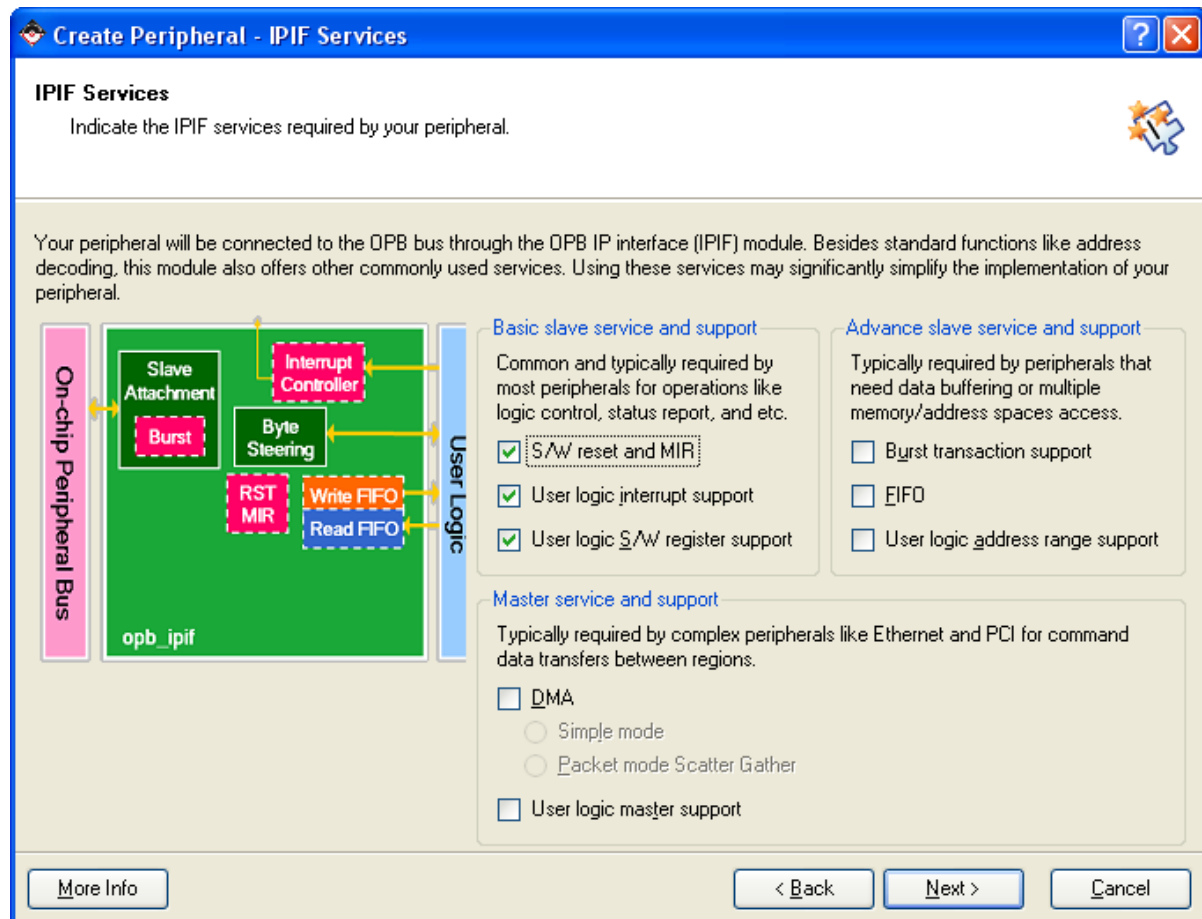 Create Peripheral - IPIF Services
IPIF Services
Indicate the IPIF services required by your peripheral.
Your peripheral will be connected to the OPB bus through the OPB IP interface (IPIF) module. Besides standard functions like address
decoding, this module also offers other commonly used services. Using these services may significantly simplify the implementation of your
peripheral.
On-chip Peripheral Bus
Slave
Attachment
Burst
Interrupt
Controller
Byte
Steering
RST
MIR
Write FIFO
Read FIFO
opb_ipif
User Logic
Basic slave service and support
Common and typically required by
most peripherals for operations like
logic control, status report, and etc.
S/W reset and MIR
User logic interrupt support
User logic S/W register support
Advance slave service and support
Typically required by peripherals that
need data buffering or multiple
memory/address spaces access.
Burst transaction support
FIFO
User logic address range support
Master service and support
Typically required by complex peripherals like Ethernet and PCI for command
data transfers between regions.
DMA
Simple mode
Packet mode Scatter Gather
User logic master support
More Info
< Back
Next >
Cancel